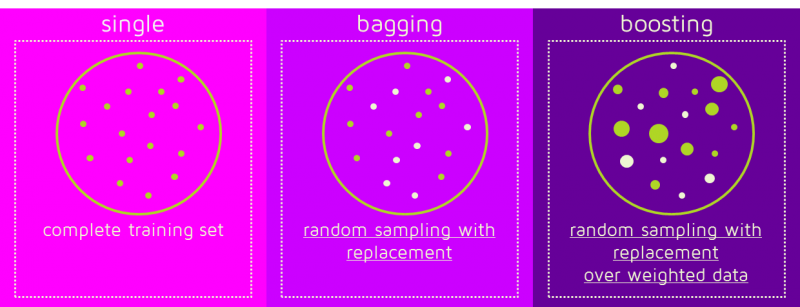 single
complete training set
bagging
random sampling with
replacement
boosting
random sampling with
replacement
over weighted data